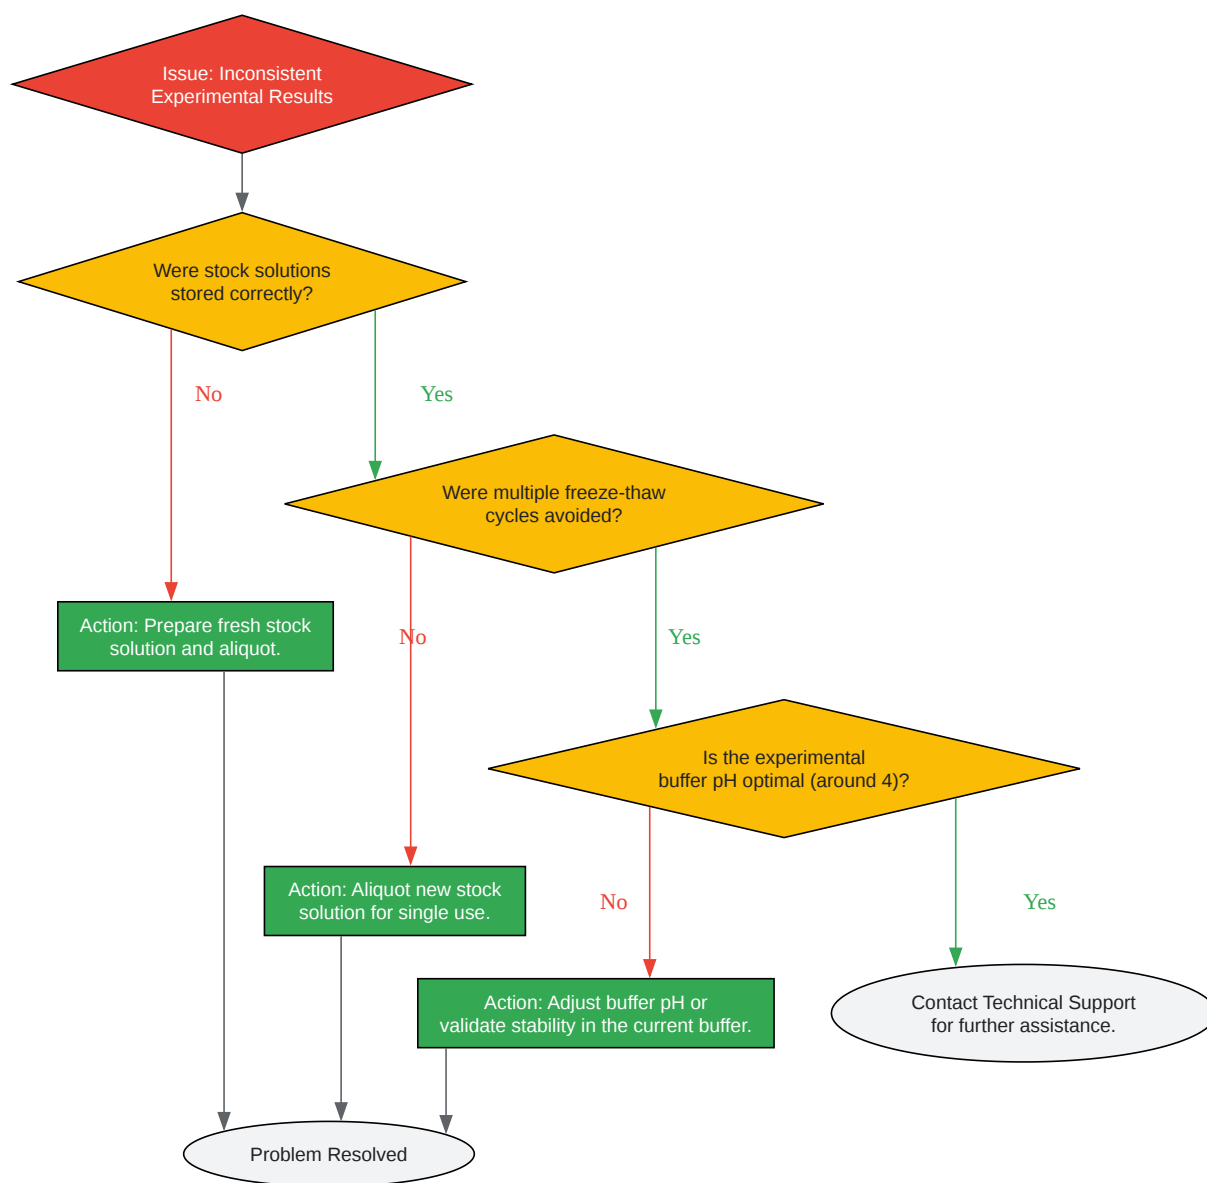 Issue: Inconsistent
Experimental Results
Were stock solutions
stored correctly?
No
Yes
Were multiple freeze-thaw
cycles avoided?
Action: Prepare fresh stock
solution and aliquot.
No
Yes
Is the experimental
buffer pH optimal (around 4)?
Action: Aliquot new stock
solution for single use.
No
Yes
Action: Adjust buffer pH or
validate stability in the current buffer.
Contact Technical Support
for further assistance.
Problem Resolved